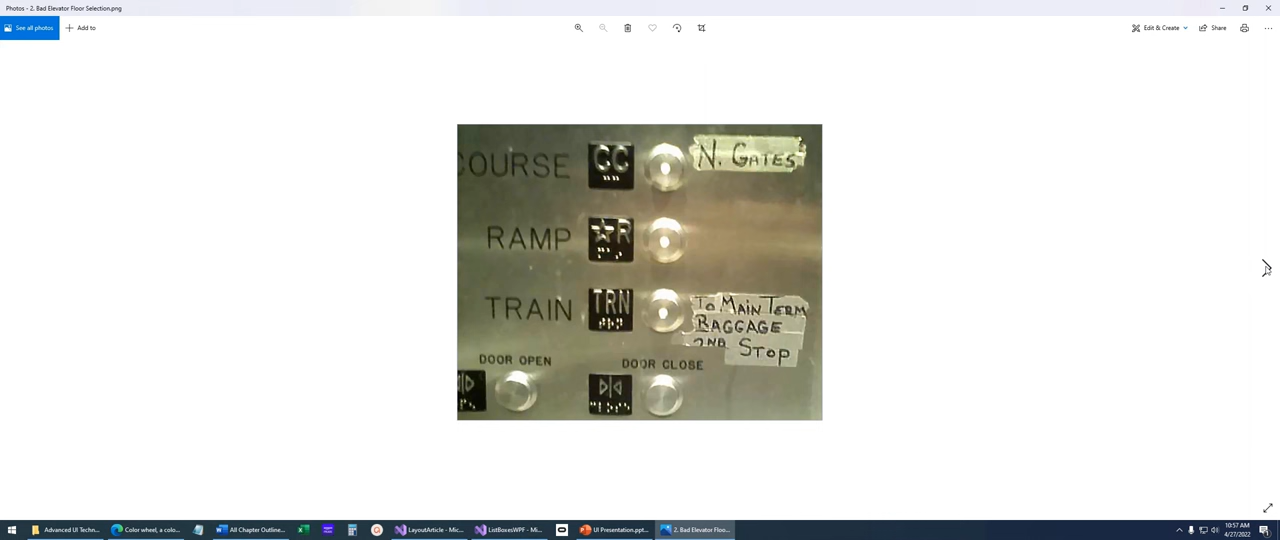 Photos - 2. Bad Elevator Floor Selection.png
See all photos
Add to
Edit & Create
Share
COURSE CC N. GATES
RAMP ★R
TRAIN TRN TO MAIN TERM
BAGGAGE
2ND STOP
DOOR OPEN DOOR CLOSE
Advanced UI Techn...
Color wheel, a colo...
All Chapter Outline...
LayoutArticle - Mic...
ListBoxesWPF - Mi...
UI Presentation.ppt...
2. Bad Elevator Floo...
10:57 AM
4/27/2022